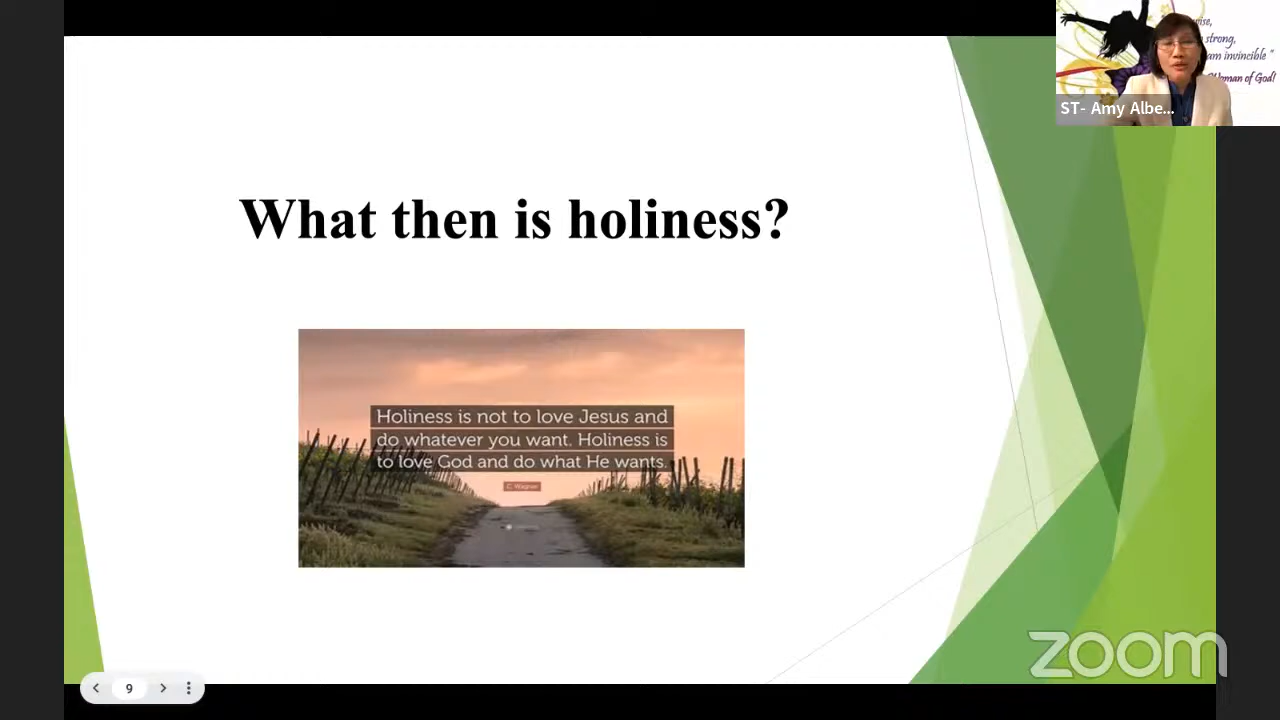 What then is holiness?
Holiness is not to love Jesus and
do whatever you want. Holiness is
to love God and do what He wants.
C. Wagner
strong,
am invincible "
Woman of God!
ST- Amy Albe...
9
zoom